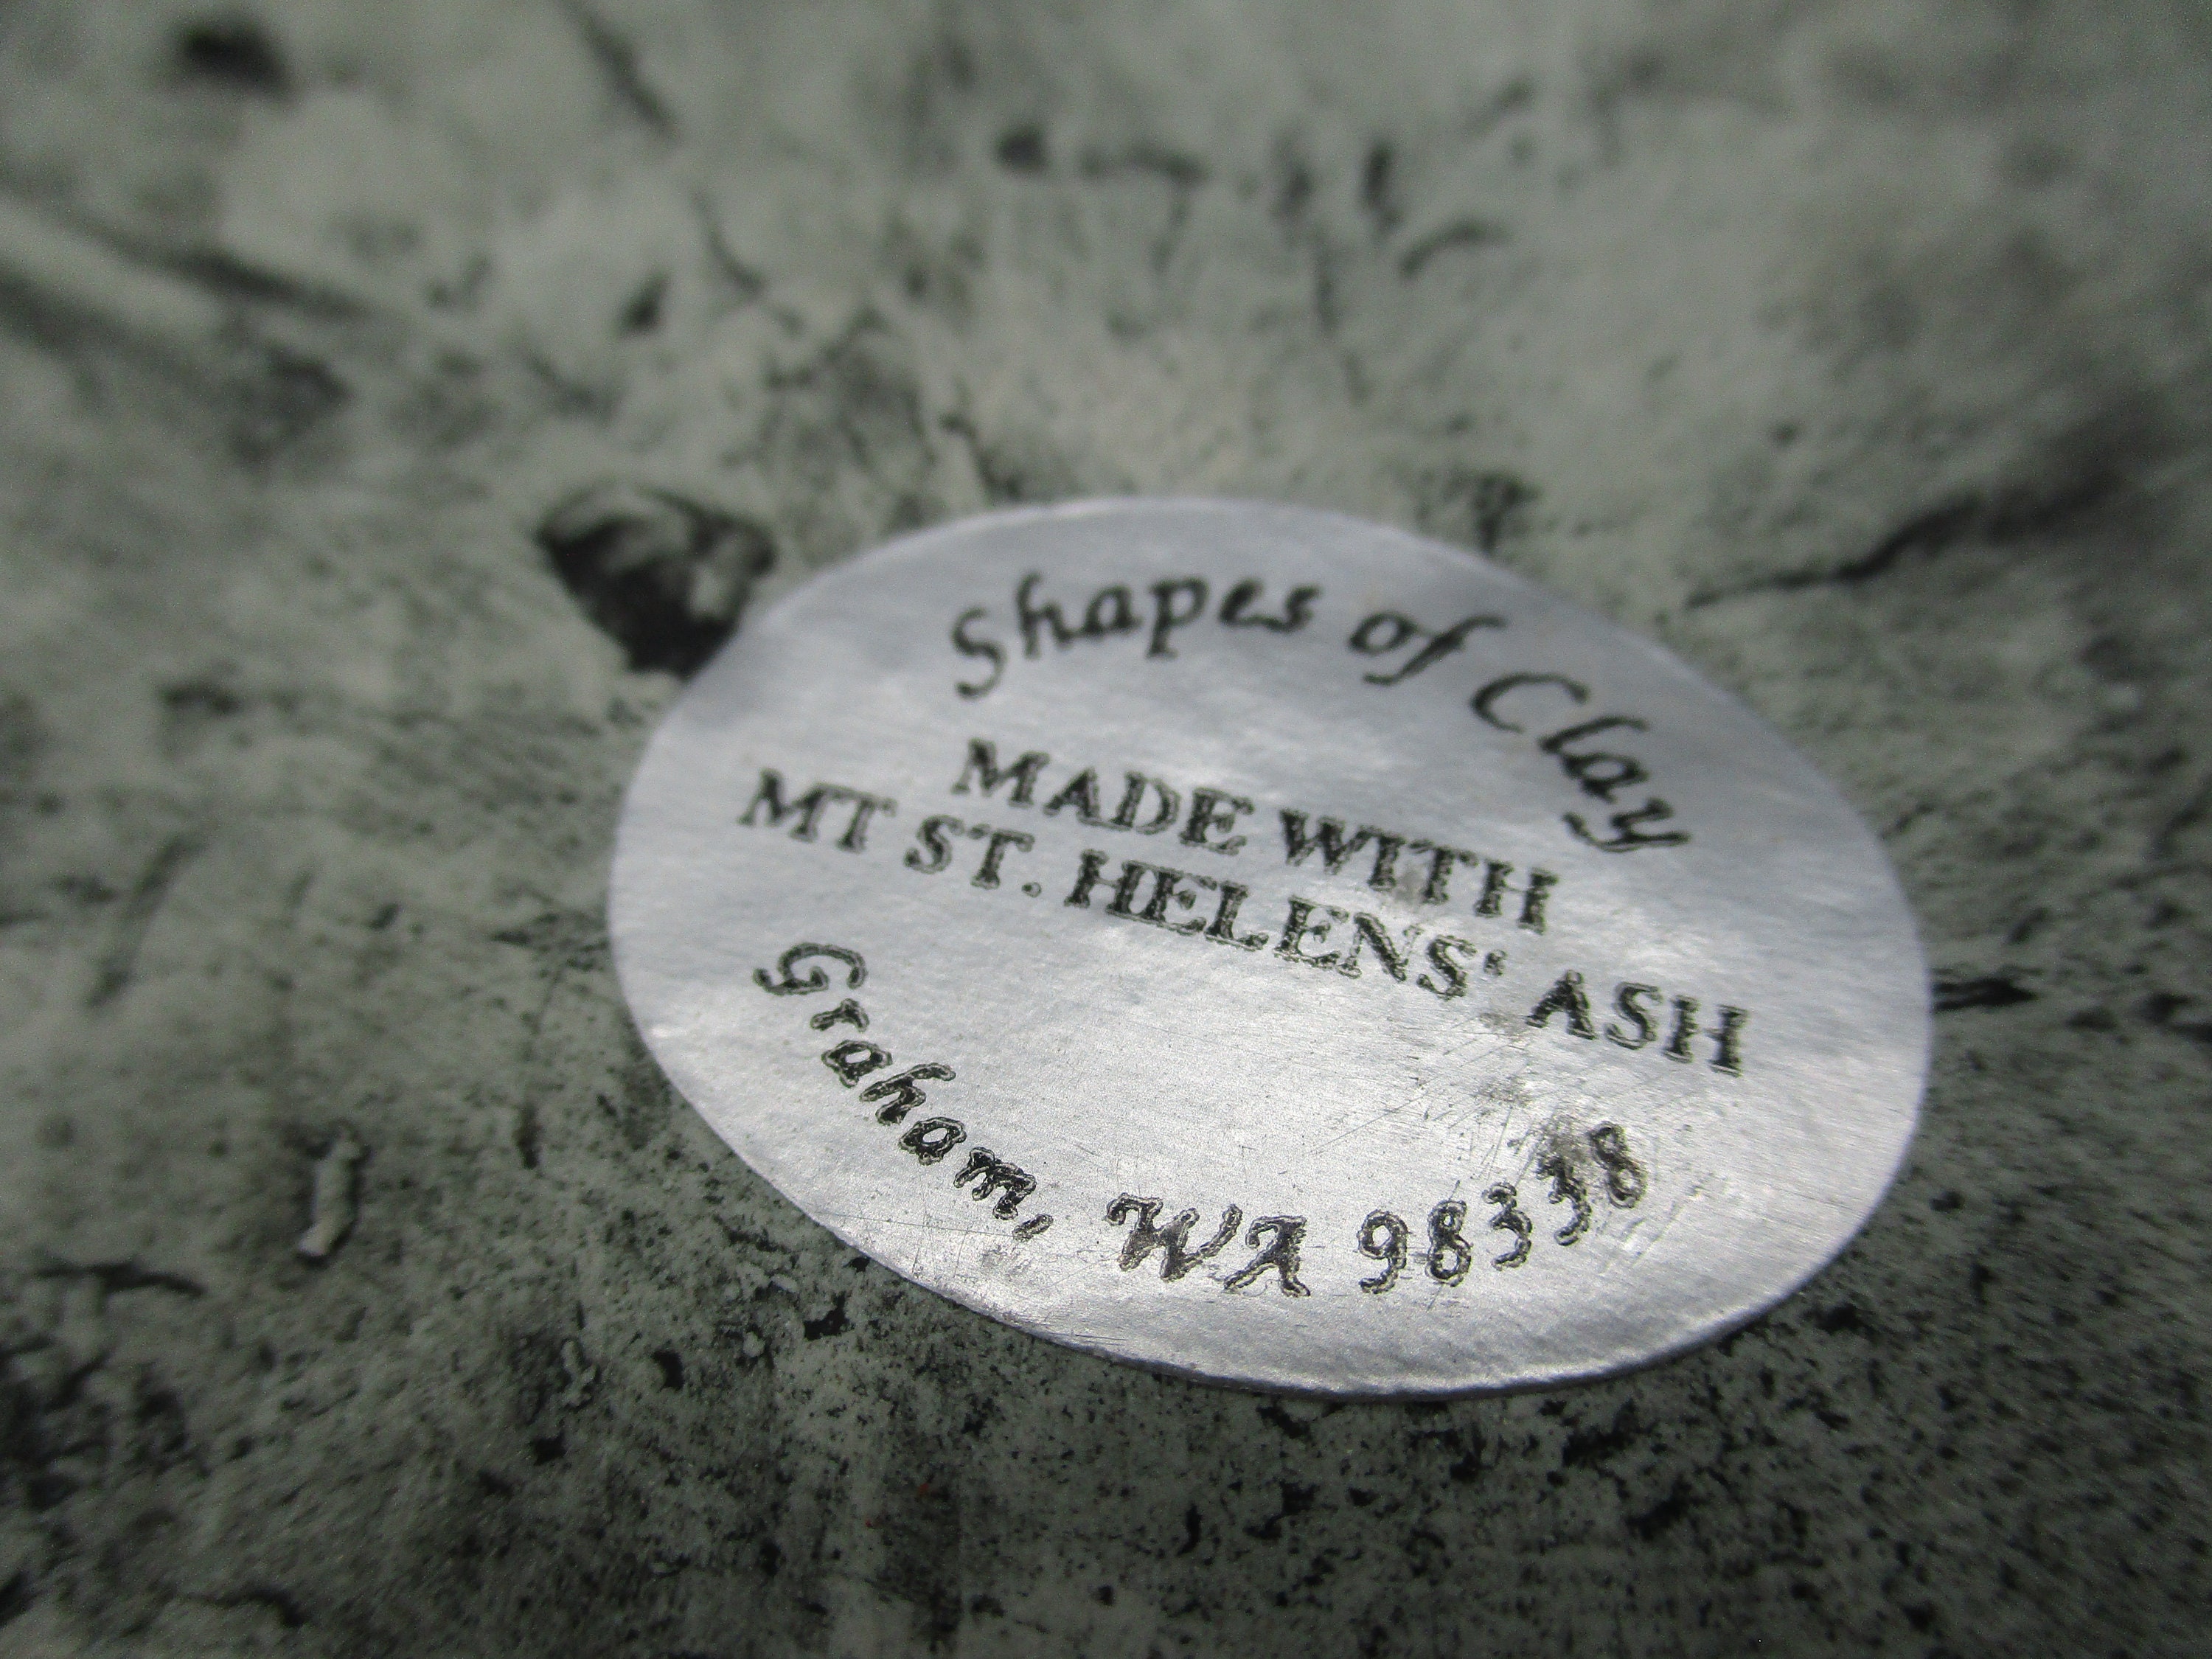 Shapes of Clay
MADE WITH
MT ST. HELENS' ASH
Graham, WA 98338